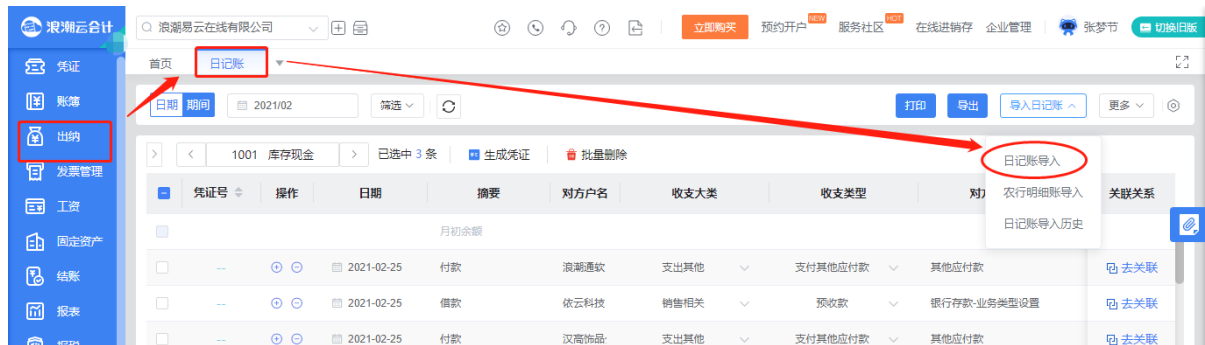 浪潮云会计
浪潮易云在线有限公司
立即购买
预约开户
NEW
服务社区
HOT
在线进销存
企业管理
张梦节
切换旧版
首页
日记账
凭证
账簿
出纳
发票管理
工资
固定资产
结账
报表
日期 期间
2021/02
筛选
打印
导出
导入日记账
更多
日记账导入
农行明细账导入
日记账导入历史
1001 库存现金
已选中 3 条
生成凭证
批量删除
凭证号 操作 日期 摘要 对方户名 收支大类 收支类型 对方 关联关系
月初余额
-- 2021-02-25 付款 浪潮通软 支出其他 支付其他应付款 其他应付款 去关联
-- 2021-02-25 借款 依云科技 销售相关 预收款 银行存款-业务类型设置 去关联
-- 2021-02-25 付款 汉高饰品· 支出其他 支付其他应付款 其他应付款 去关联